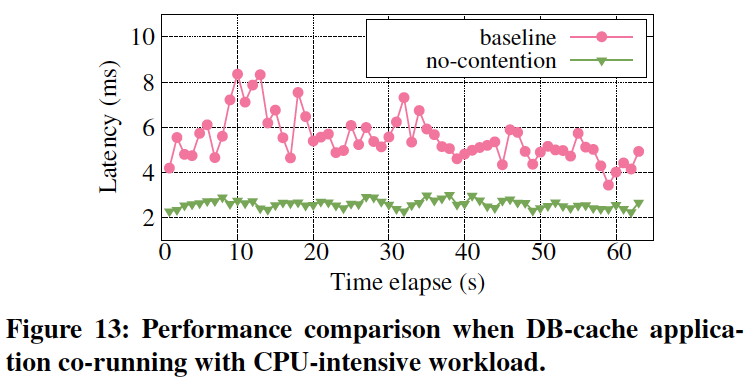 10
8
6
4
2
Latency (ms)
baseline
no-contention
0 10 20 30 40 50 60
Time elapse (s)
Figure 13: Performance comparison when DB-cache applica-
tion co-running with CPU-intensive workload.